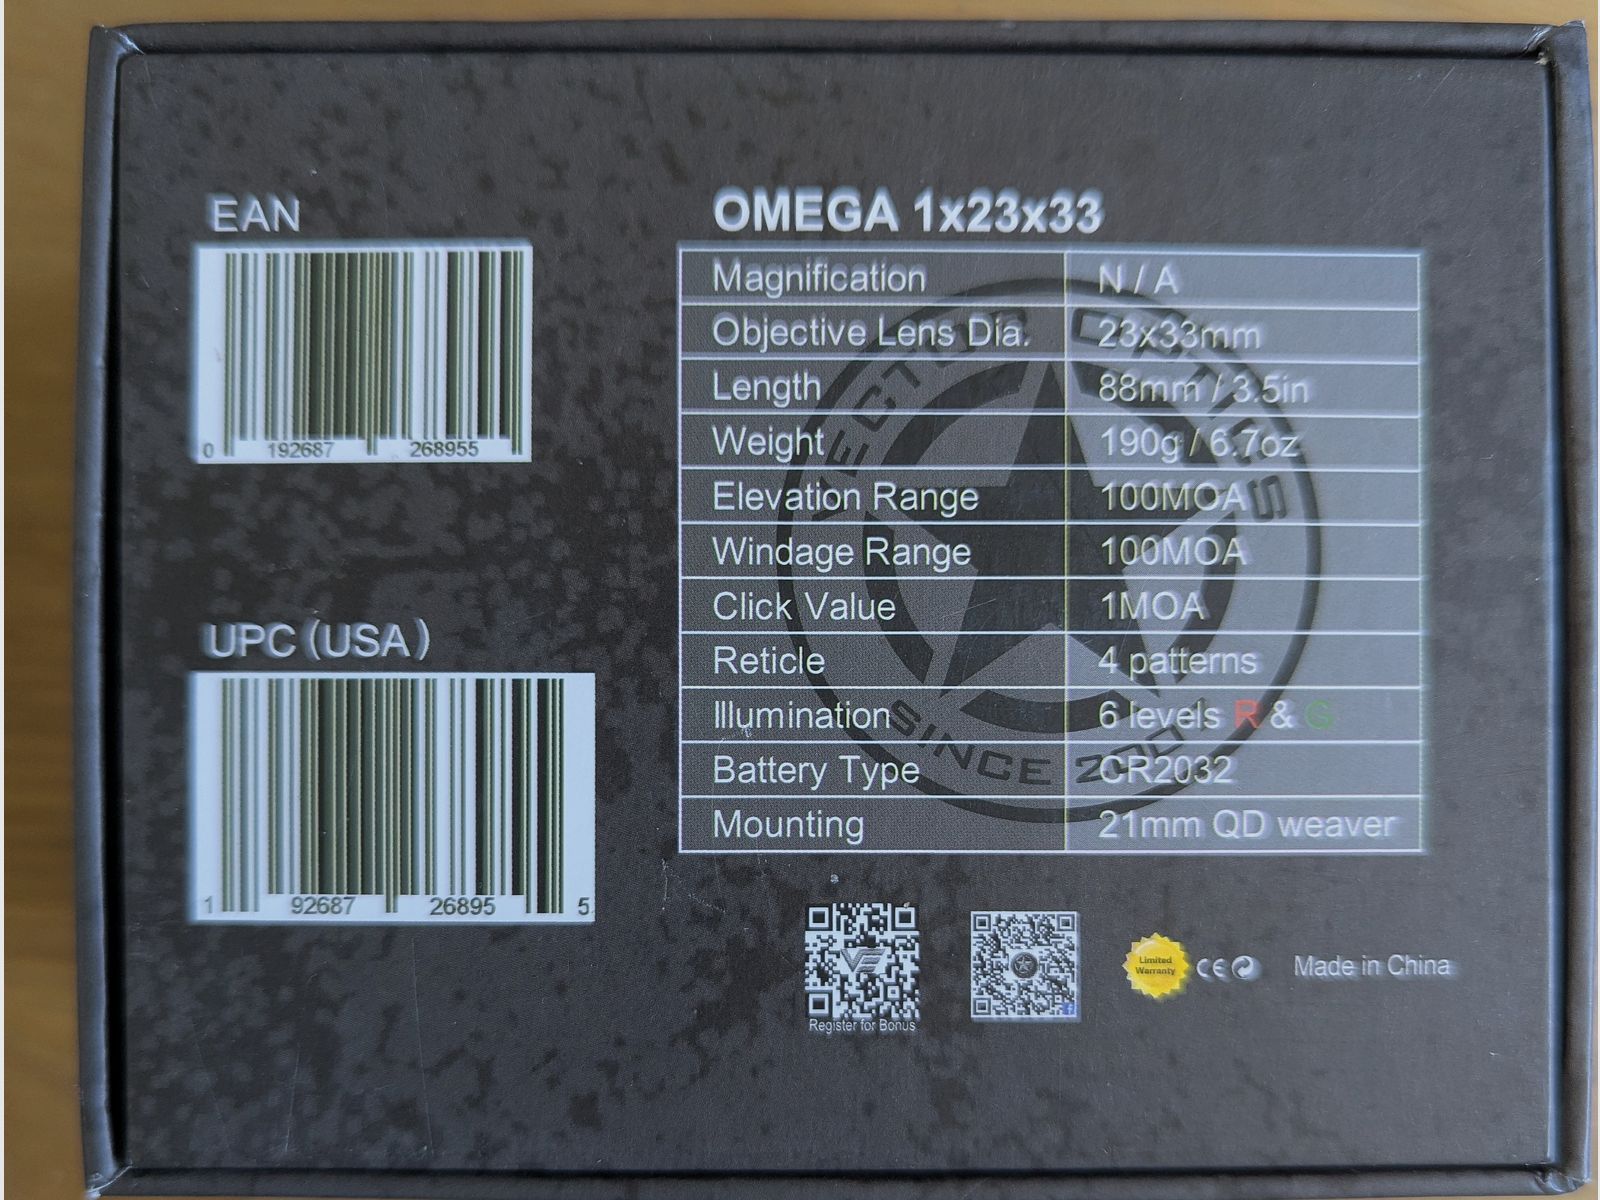 EAN
0 192687 268955
UPC (USA)
1 92687 26895 5
OMEGA 1x23x33
Magnification N / A
Objective Lens Dia. 23x33mm
Length 88mm / 3.5in
Weight 190g / 6.7oz
Elevation Range 100MOA
Windage Range 100MOA
Click Value 1MOA
Reticle 4 patterns
Illumination 6 levels R & G
Battery Type CR2032
Mounting 21mm QD weaver
VECTOR OPTICS
SINCE
Register for Bonus
Limited
Warranty
CE
Made in China